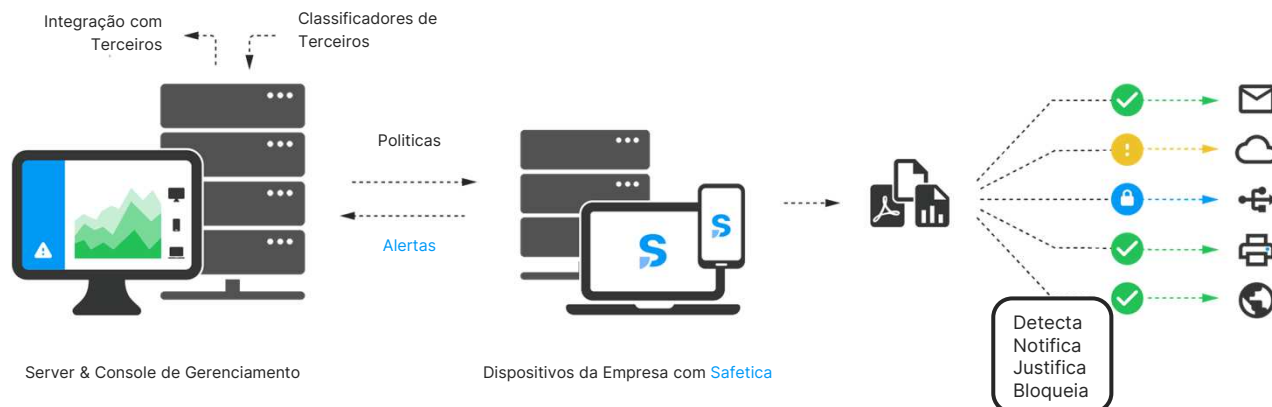 Integração com
Terceiros
Classificadores de
Terceiros
Politicas
Alertas
Server & Console de Gerenciamento
Dispositivos da Empresa com Safetica
Detecta
Notifica
Justifica
Bloqueia